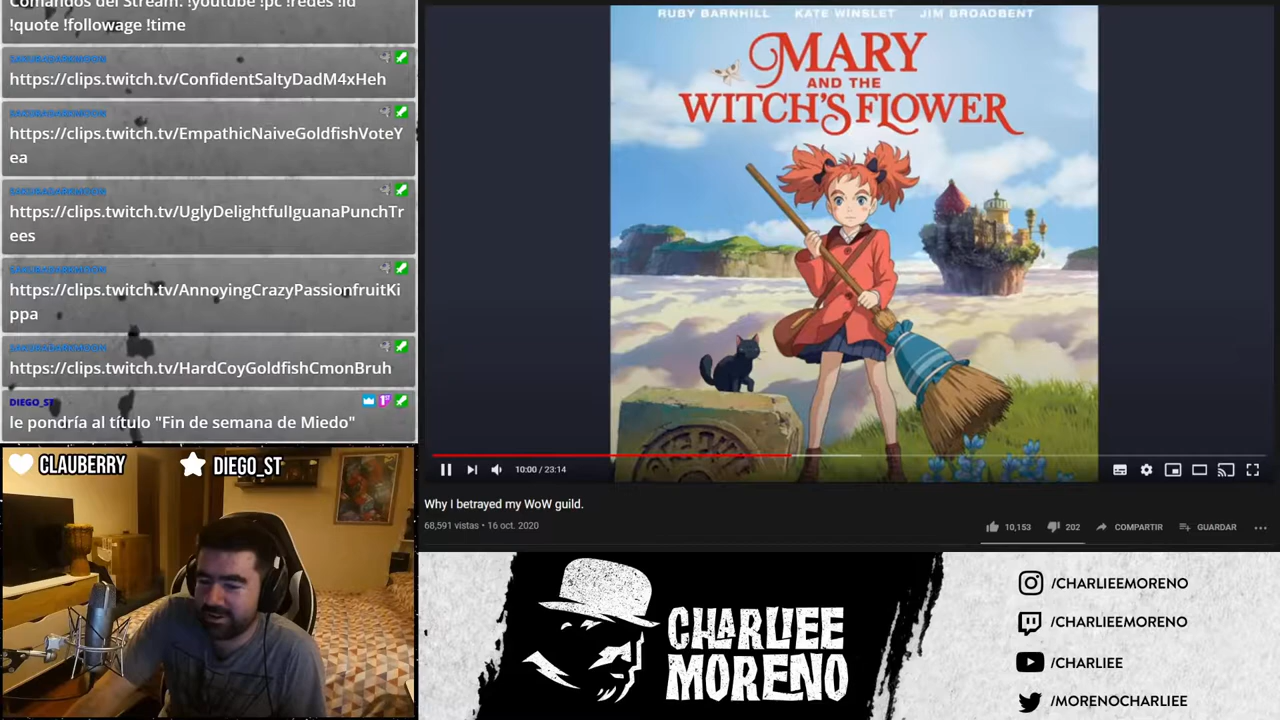 Comandos del Stream: !youtube !pc !redes !id
!quote !followage !time
https://clips.twitch.tv/ConfidentSaltyDadM4xHeh
https://clips.twitch.tv/EmpathicNaiveGoldfishVoteY
ea
https://clips.twitch.tv/UglyDelightfulIguanaPunchTr
ees
https://clips.twitch.tv/AnnoyingCrazyPassionfruitKi
ppa
https://clips.twitch.tv/HardCoyGoldfishCmonBruh
DIEGO_ST
le pondría al título "Fin de semana de Miedo"
CLAUBERRY
DIEGO_ST
RUBY BARNHILL KATE WINSLET JIM BROADBENT
MARY
AND THE
WITCH'S FLOWER
10:00 / 23:14
Why I betrayed my WoW guild.
68,591 vistas • 16 oct. 2020
10,153 202 COMPARTIR GUARDAR
CHARLIEE
MORENO
/CHARLIEEMORENO
/CHARLIEEMORENO
/CHARLIEE
/MORENOCHARLIEE